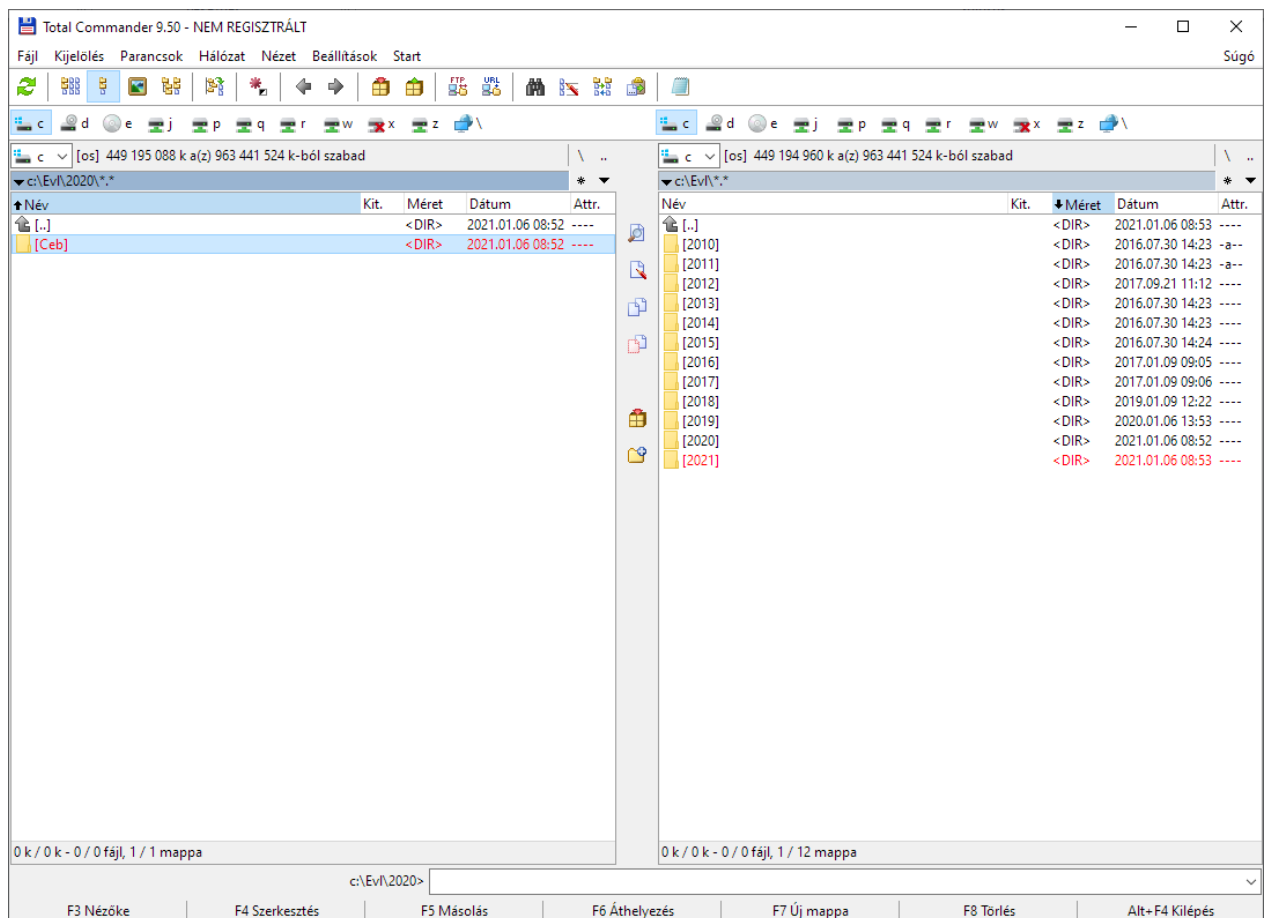 Total Commander 9.50 - NEM REGISZTRÁLT
Fájl Kijelölés Parancsok Hálózat Nézet Beállítások Start Súgó
FTP URL
c d e j p q r w x z \ c d e j p q r w x z \
c [os] 449 195 088 k a(z) 963 441 524 k-ból szabad \ .. c [os] 449 194 960 k a(z) 963 441 524 k-ból szabad \ ..
c:\Evl\2020\*.* * c:\Evl\*.* *
Név Kit. Méret Dátum Attr. Név Kit. Méret Dátum Attr.
[..] <DIR> 2021.01.06 08:52 ---- [..] <DIR> 2021.01.06 08:53 ----
[Ceb] <DIR> 2021.01.06 08:52 ---- [2010] <DIR> 2016.07.30 14:23 -a--
[2011] <DIR> 2016.07.30 14:23 -a--
[2012] <DIR> 2017.09.21 11:12 ----
[2013] <DIR> 2016.07.30 14:23 ----
[2014] <DIR> 2016.07.30 14:23 ----
[2015] <DIR> 2016.07.30 14:24 ----
[2016] <DIR> 2017.01.09 09:05 ----
[2017] <DIR> 2017.01.09 09:06 ----
[2018] <DIR> 2019.01.09 12:22 ----
[2019] <DIR> 2020.01.06 13:53 ----
[2020] <DIR> 2021.01.06 08:52 ----
[2021] <DIR> 2021.01.06 08:53 ----
0 k / 0 k - 0 / 0 fájl, 1 / 1 mappa 0 k / 0 k - 0 / 0 fájl, 1 / 12 mappa
c:\Evl\2020>
F3 Nézőke F4 Szerkesztés F5 Másolás F6 Áthelyezés F7 Új mappa F8 Törlés Alt+F4 Kilépés